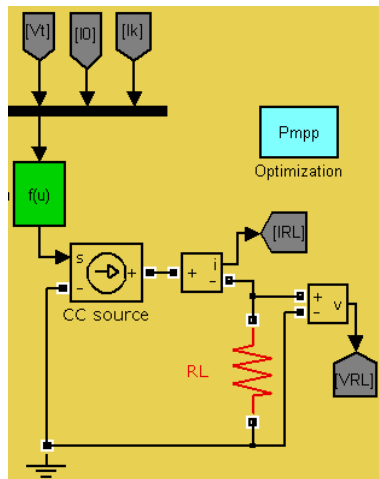 [Vt] [I0] [Ik]
Pmpp
Optimization
f(u)
[IRL]
s
+
-
CC source
+
i
-
+
-
v
RL
[VRL]